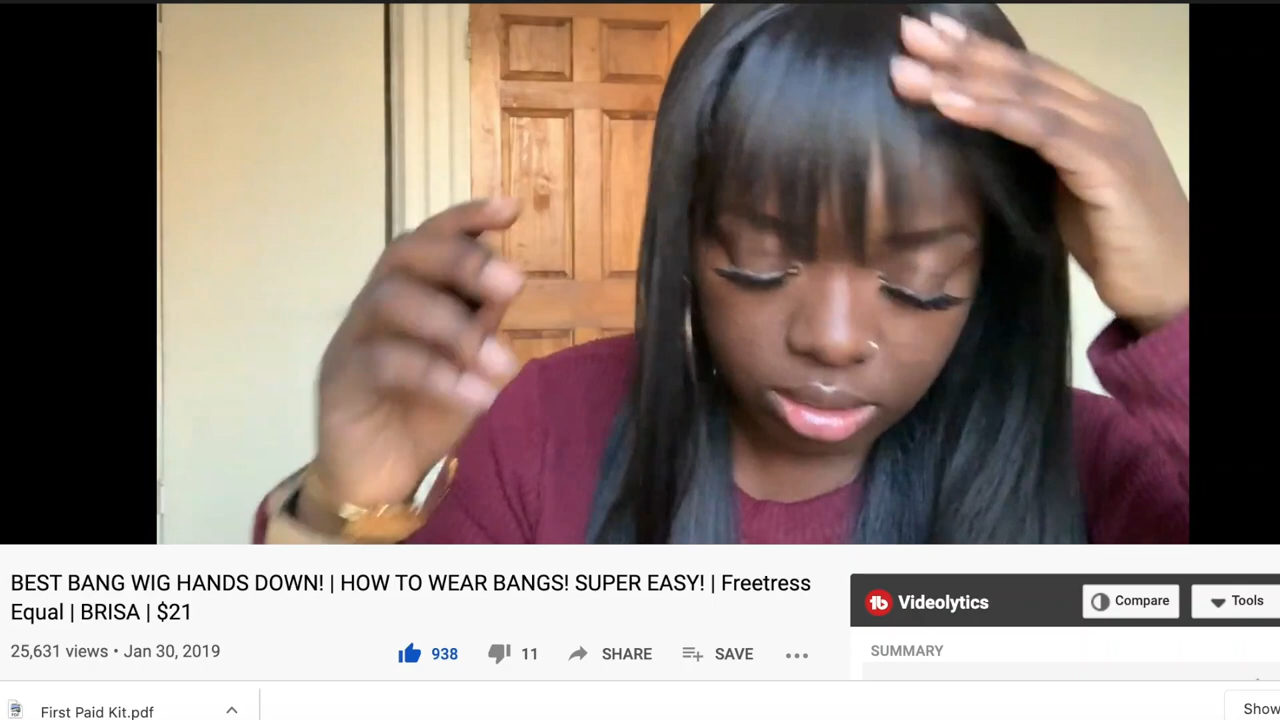 BEST BANG WIG HANDS DOWN! | HOW TO WEAR BANGS! SUPER EASY! | Freetress
Equal | BRISA | $21
25,631 views • Jan 30, 2019
938
11
SHARE
SAVE
tb Videolytics
Compare
Tools
SUMMARY
First Paid Kit.pdf
Show